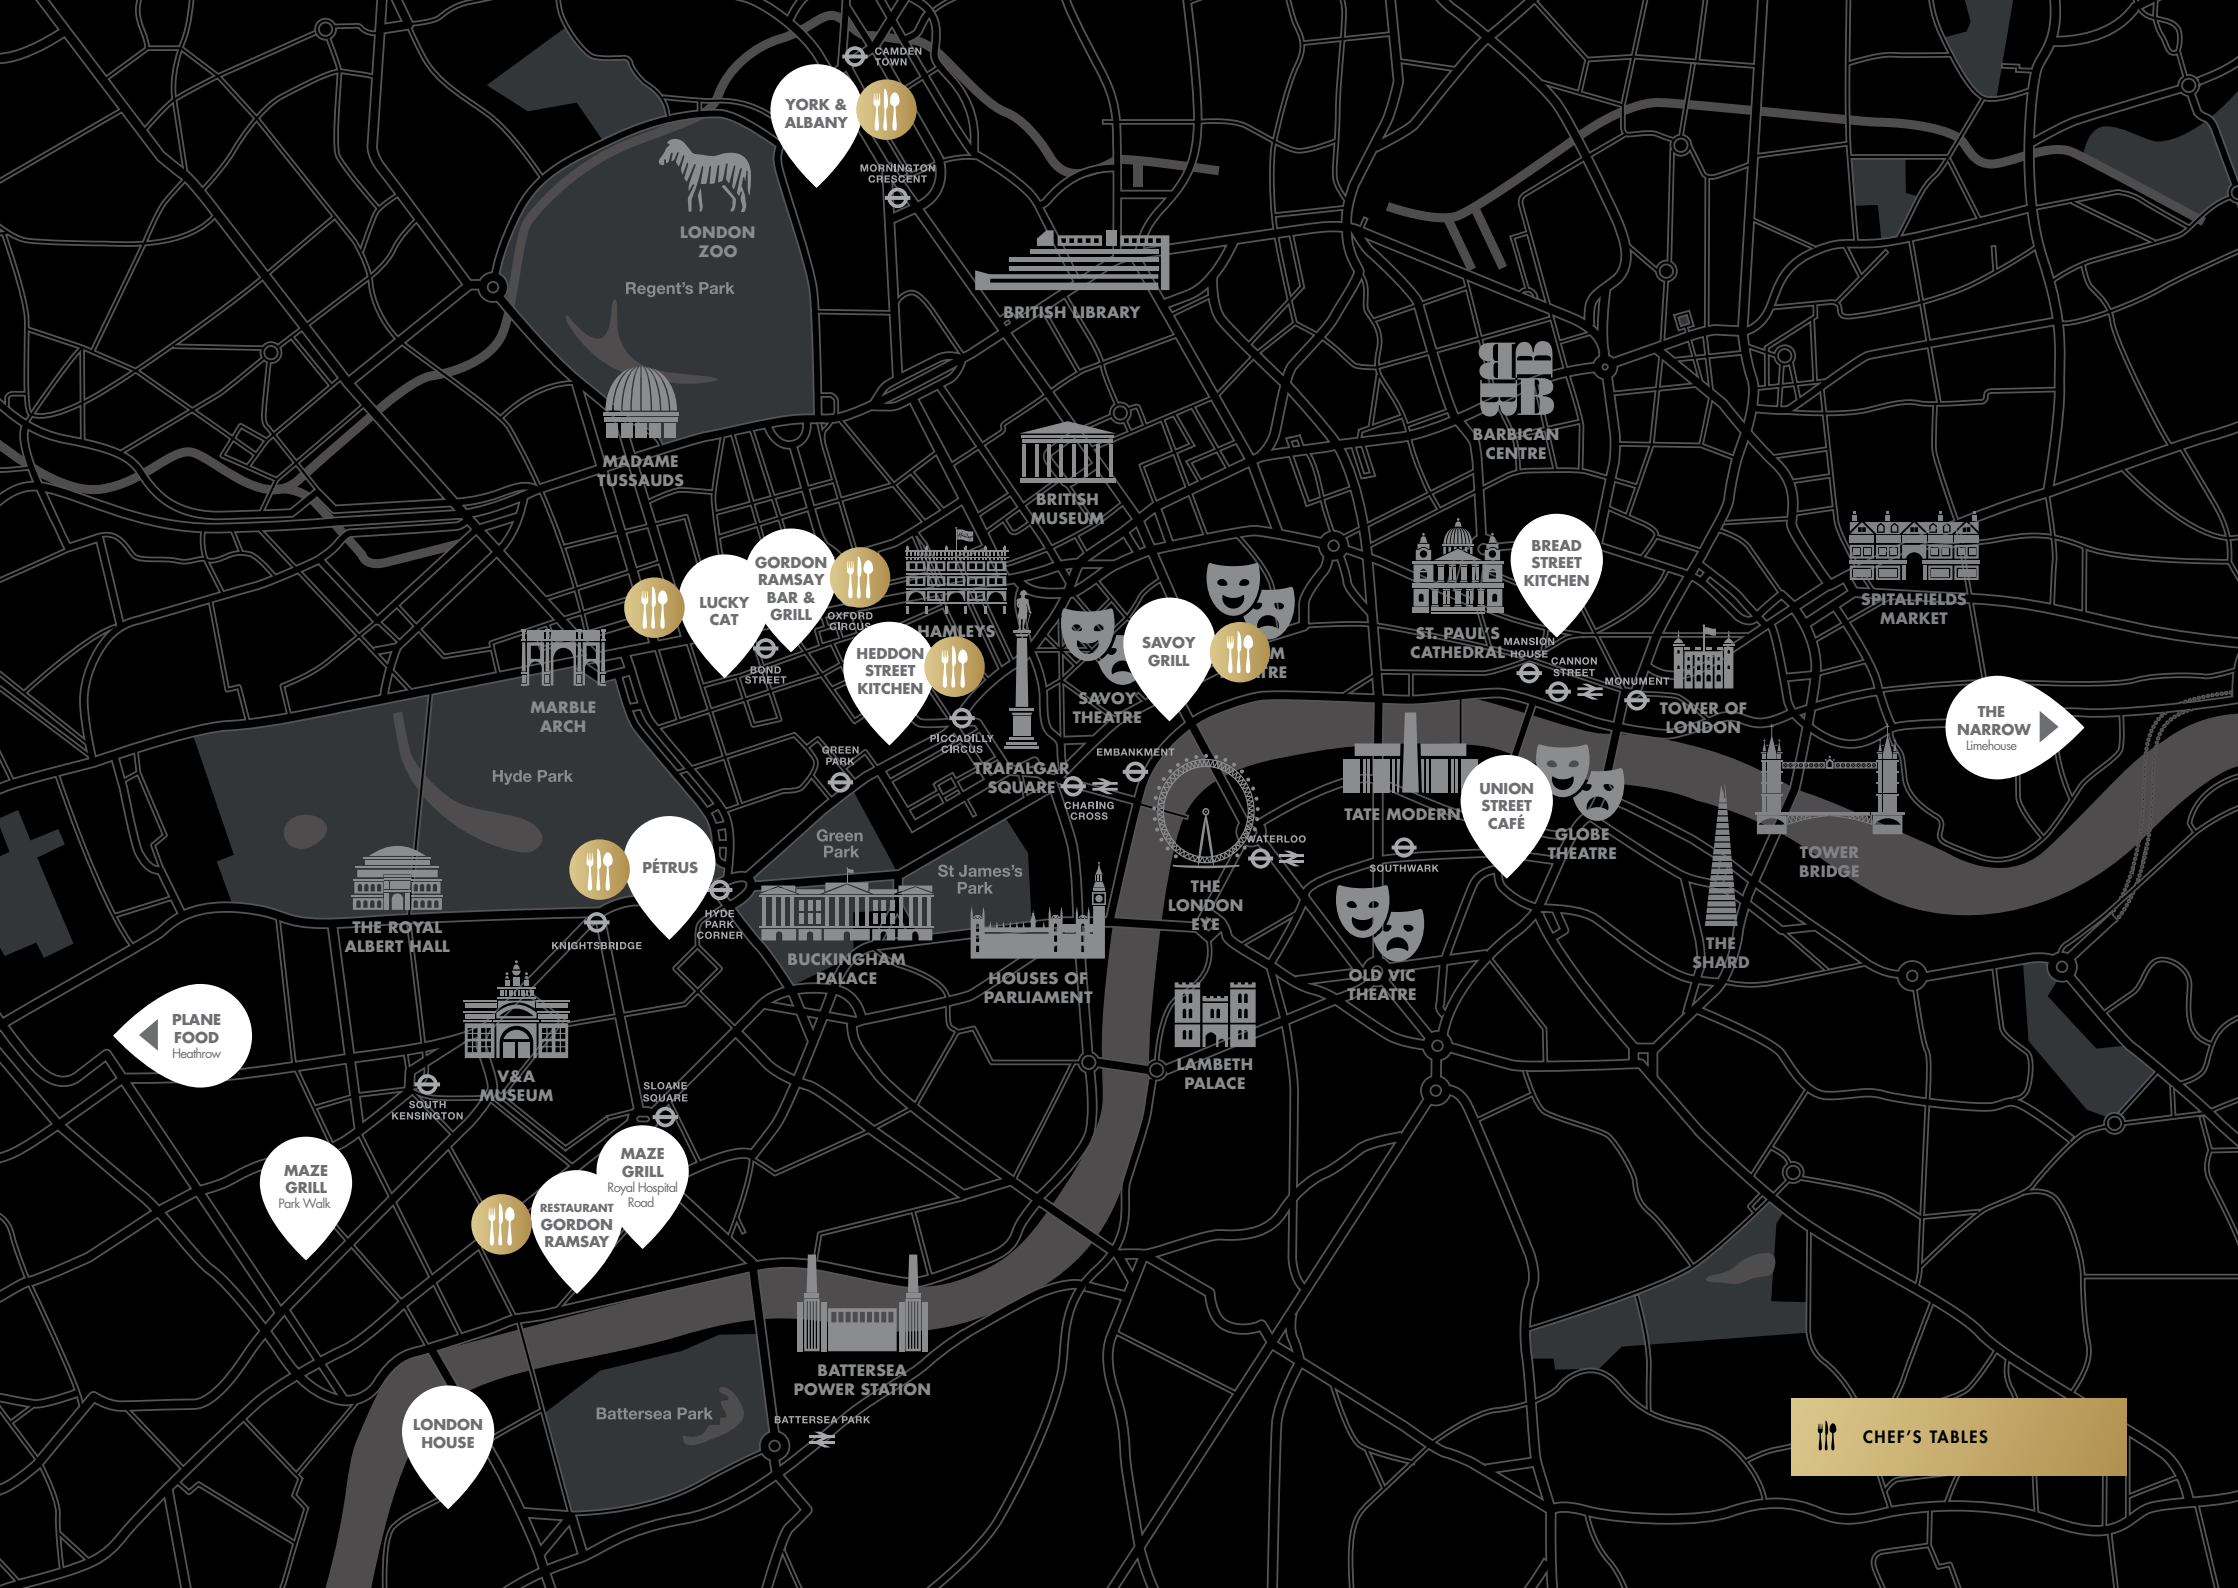 CAMDEN
TOWN
YORK &
ALBANY
MORNINGTON
CRESCENT
LONDON
ZOO
Regent's Park
BRITISH LIBRARY
MADAME
TUSSAUDS
BRITISH
MUSEUM
BARBICAN
CENTRE
LUCKY
CAT
GORDON
RAMSAY
BAR &
GRILL
OXFORD
CIRCUS
BOND
STREET
HAMLEYS
HEDDON
STREET
KITCHEN
PICCADILLY
CIRCUS
SAVOY
THEATRE
SAVOY
GRILL
ST. PAUL'S
CATHEDRAL
BREAD
STREET
KITCHEN
MANSION
HOUSE
CANNON
STREET
MONUMENT
SPITALFIELDS
MARKET
TOWER OF
LONDON
THE
NARROW
Limehouse
MARBLE
ARCH
Hyde Park
GREEN
PARK
TRAFALGAR
SQUARE
CHARING
CROSS
EMBANKMENT
WATERLOO
THE
LONDON
EYE
TATE MODERN
SOUTHWARK
UNION
STREET
CAFÉ
GLOBE
THEATRE
TOWER
BRIDGE
THE
SHARD
OLD VIC
THEATRE
Green
Park
St James's
Park
PÉTRUS
KNIGHTSBRIDGE
HYDE
PARK
CORNER
BUCKINGHAM
PALACE
HOUSES OF
PARLIAMENT
LAMBETH
PALACE
THE ROYAL
ALBERT HALL
PLANE
FOOD
Heathrow
V&A
MUSEUM
SOUTH
KENSINGTON
SLOANE
SQUARE
MAZE
GRILL
Park Walk
MAZE
GRILL
Royal Hospital
Road
RESTAURANT
GORDON
RAMSAY
BATTERSEA
POWER STATION
Battersea Park
BATTERSEA PARK
LONDON
HOUSE
CHEF'S TABLES